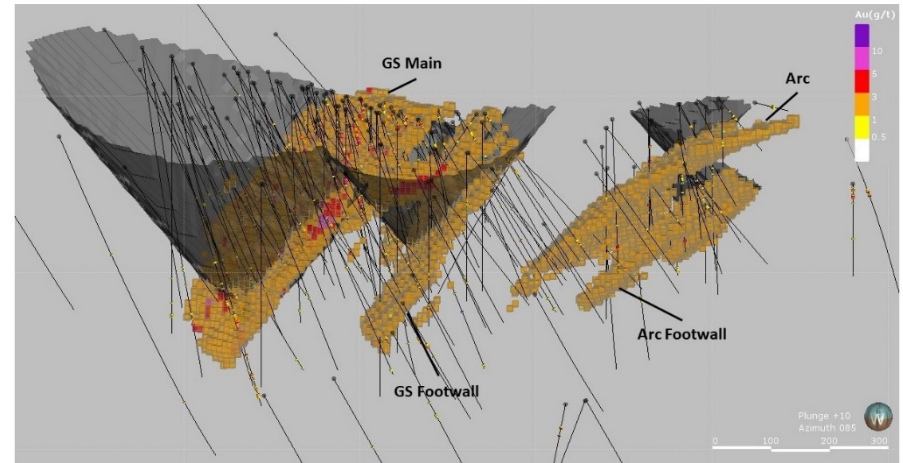 Au(g/t)
10
5
3
1
0.5
GS Main
Arc
Arc Footwall
GS Footwall
Plunge +10
Azimuth 085
0 100 200 300